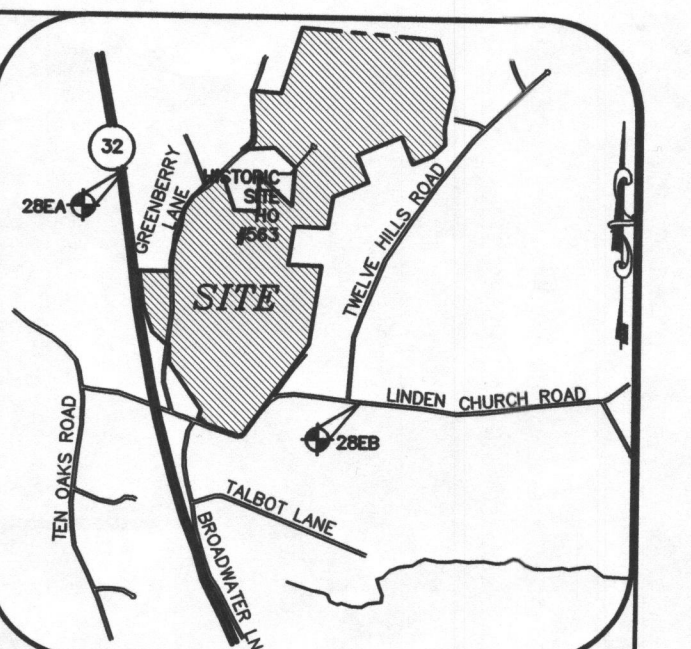 32
28EA
GREENBERRY
LANE
HISTORIC
SITE
HO
#563
SITE
TWELVE HILLS ROAD
LINDEN CHURCH ROAD
28EB
TEN OAKS ROAD
TALBOT LANE
BROADWATER LN